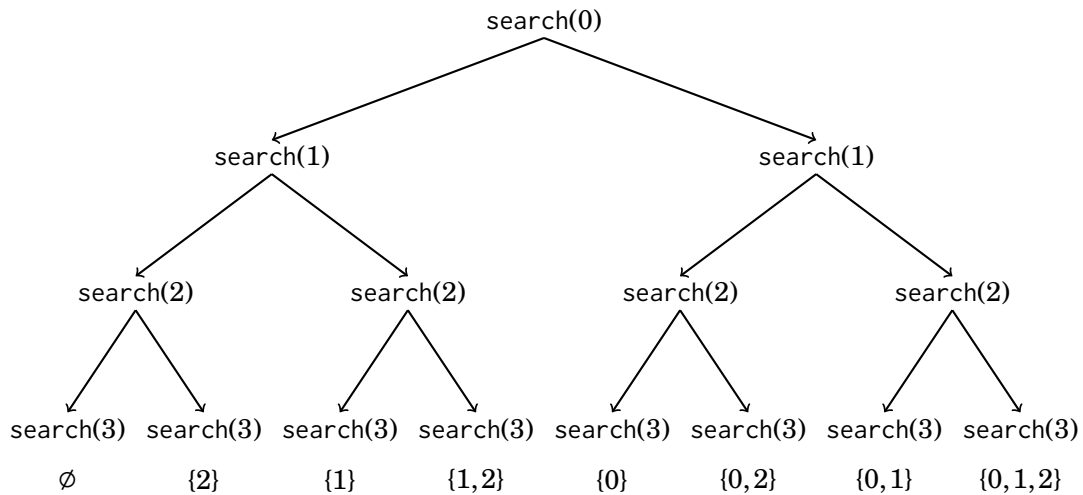 search(0)
search(1) search(1)
search(2) search(2) search(2) search(2)
search(3) search(3) search(3) search(3) search(3) search(3) search(3) search(3)
∅ {2} {1} {1,2} {0} {0,2} {0,1} {0,1,2}